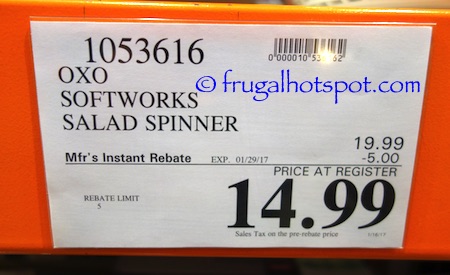 1053616
OXO
SOFTWORKS
SALAD SPINNER
© frugalhotspot.com
19.99
Mfr's Instant Rebate EXP. 01/29/17 -5.00
PRICE AT REGISTER
REBATE LIMIT
5
14.99
Sales Tax on the pre-rebate price